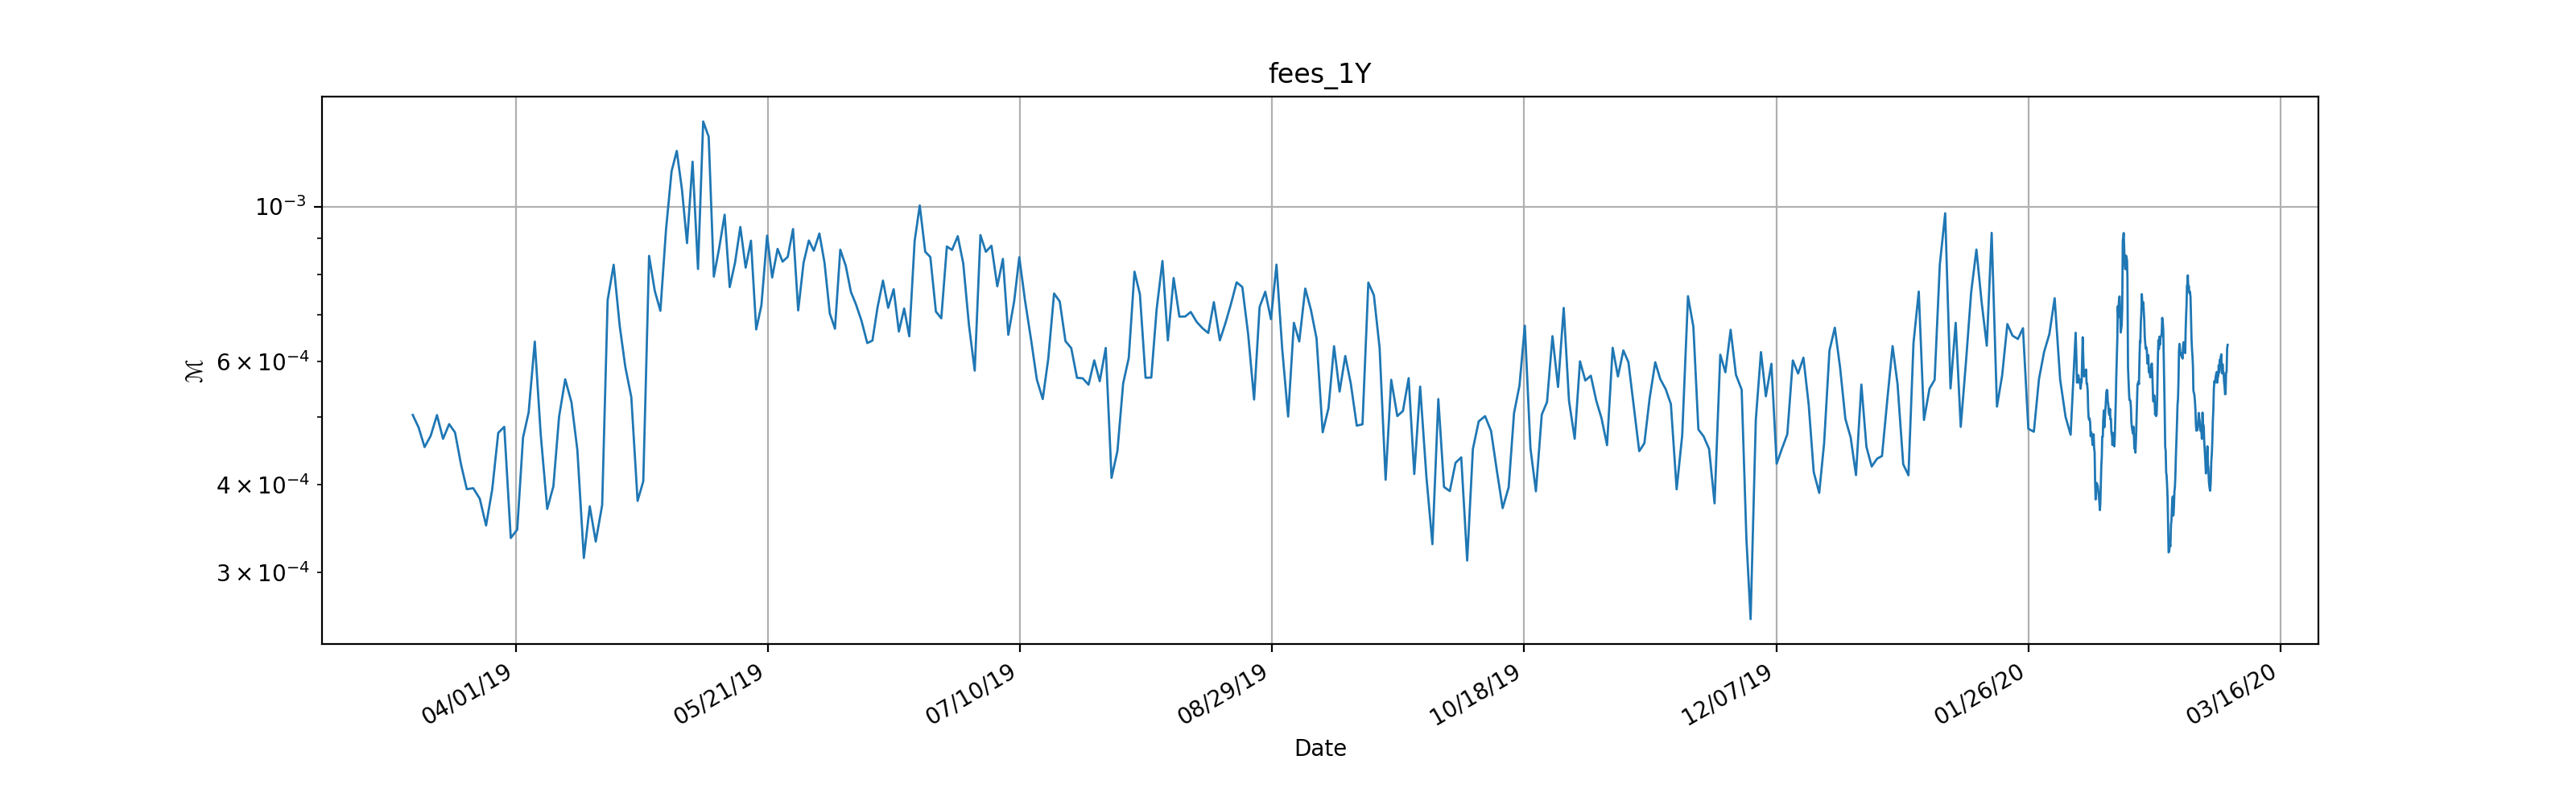 fees_1Y
ℳ
10⁻³
6 × 10⁻⁴
4 × 10⁻⁴
3 × 10⁻⁴
04/01/19
05/21/19
07/10/19
08/29/19
10/18/19
12/07/19
01/26/20
03/16/20
Date